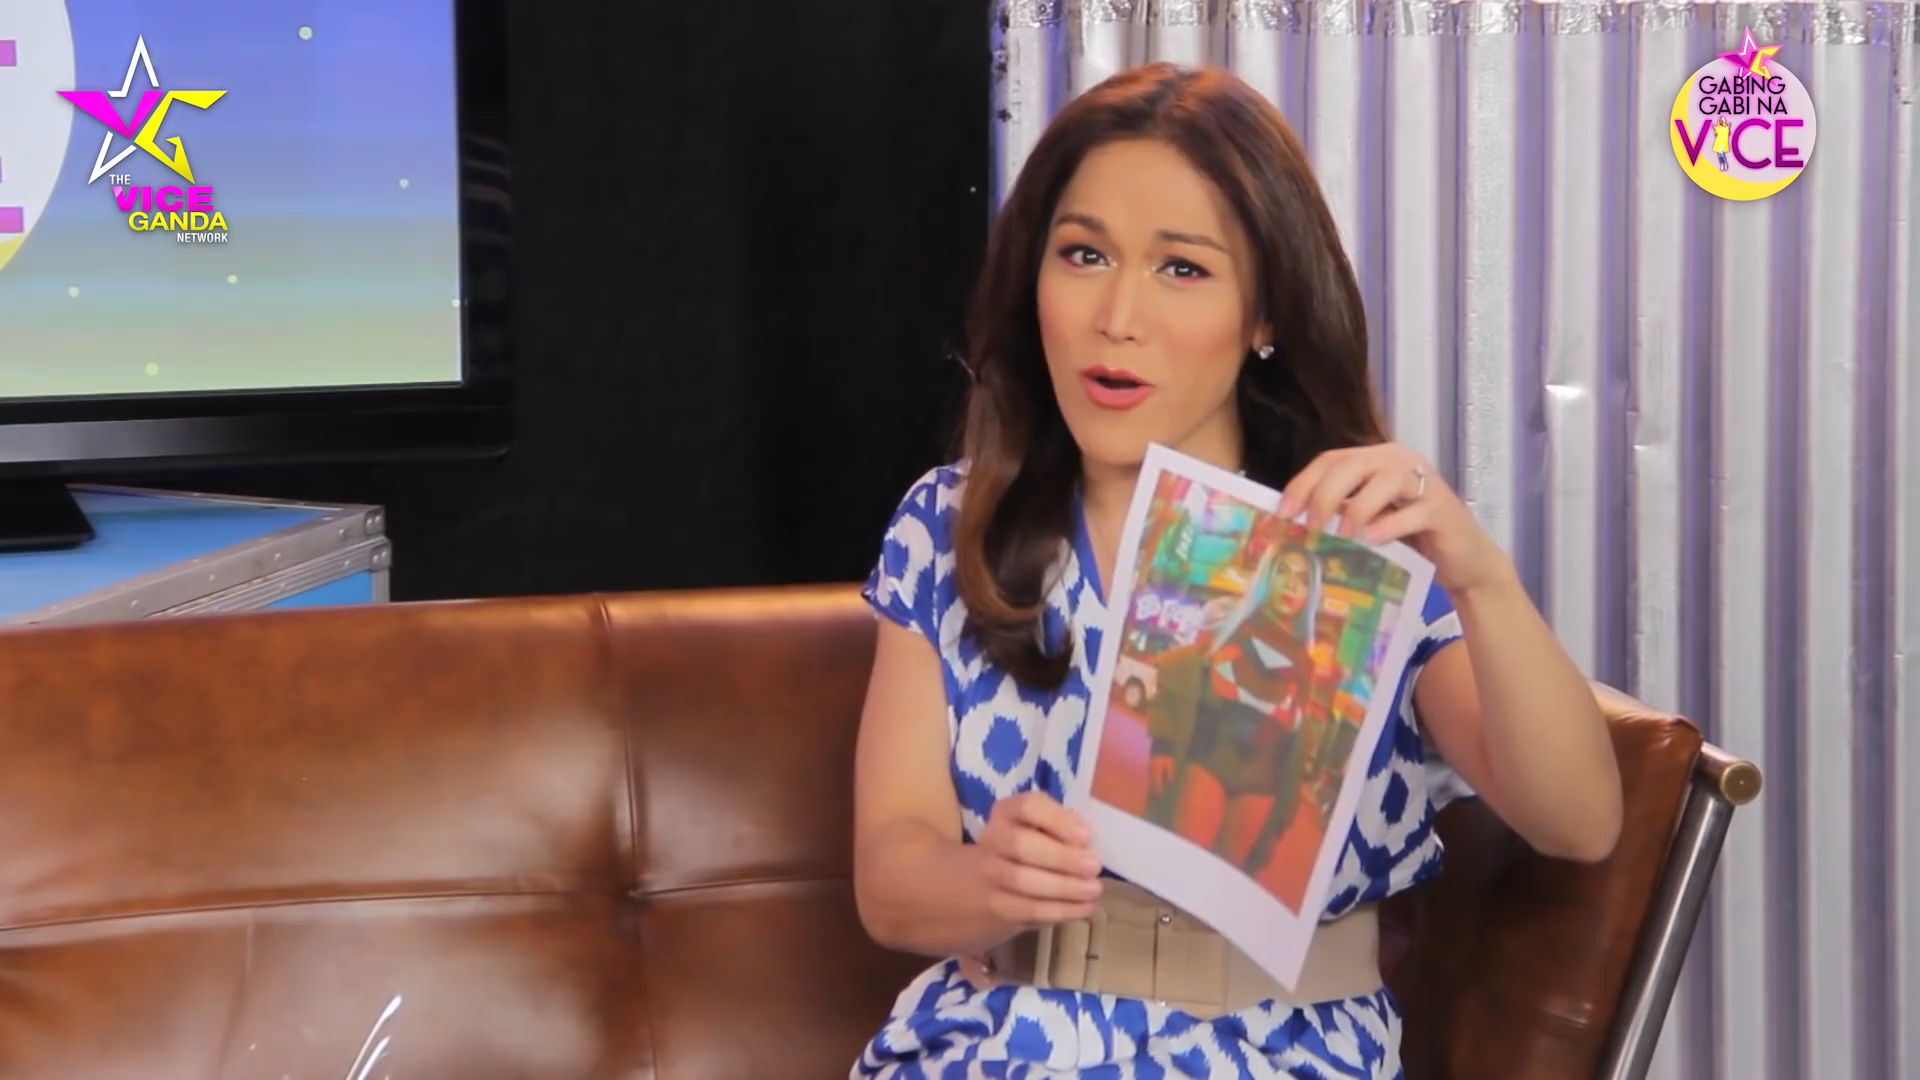 THE
VICE
GANDA
NETWORK
GABING
GABI NA
VICE